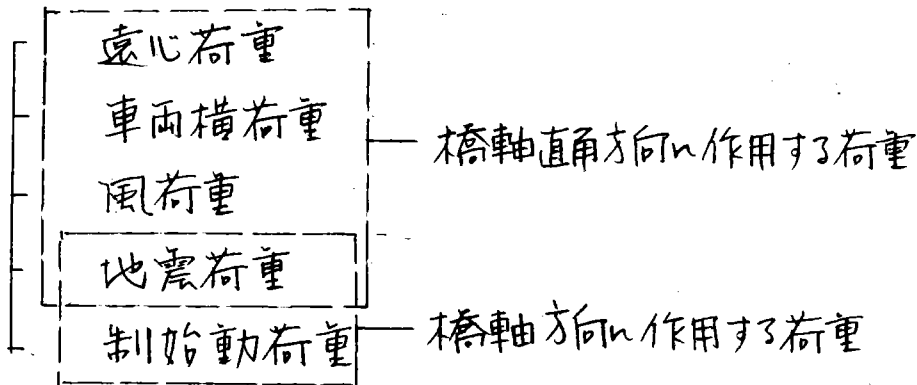 遠心荷重
車両横荷重
橋軸直角方向に作用する荷重
風荷重
地震荷重
制始動荷重
橋軸方向に作用する荷重